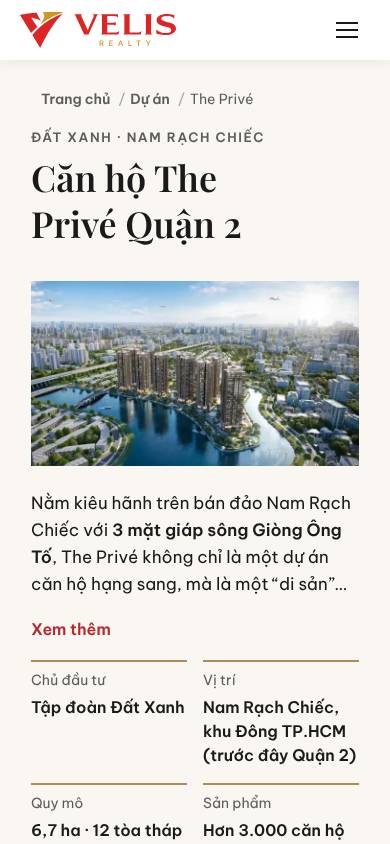 VELIS
REALTY
Trang chủ / Dự án / The Privé
ĐẤT XANH · NAM RẠCH CHIẾC
Căn hộ The
Privé Quận 2
Nằm kiêu hãnh trên bán đảo Nam Rạch
Chiếc với 3 mặt giáp sông Giòng Ông
Tố, The Privé không chỉ là một dự án
căn hộ hạng sang, mà là một “di sản”...
Xem thêm
Chủ đầu tư
Tập đoàn Đất Xanh
Vị trí
Nam Rạch Chiếc,
khu Đông TP.HCM
(trước đây Quận 2)
Quy mô
6,7 ha · 12 tòa tháp
Sản phẩm
Hơn 3.000 căn hộ